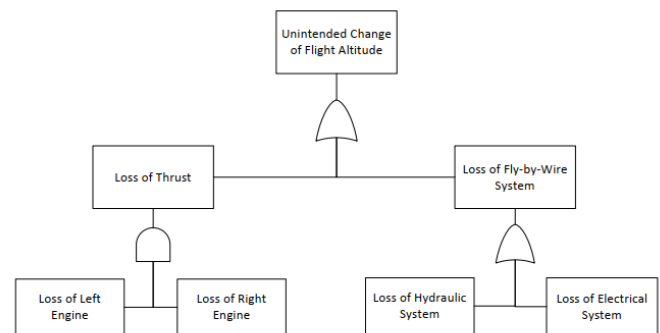 Unintended Change
of Flight Altitude
Loss of Thrust
Loss of Fly-by-Wire
System
Loss of Left
Engine
Loss of Right
Engine
Loss of Hydraulic
System
Loss of Electrical
System